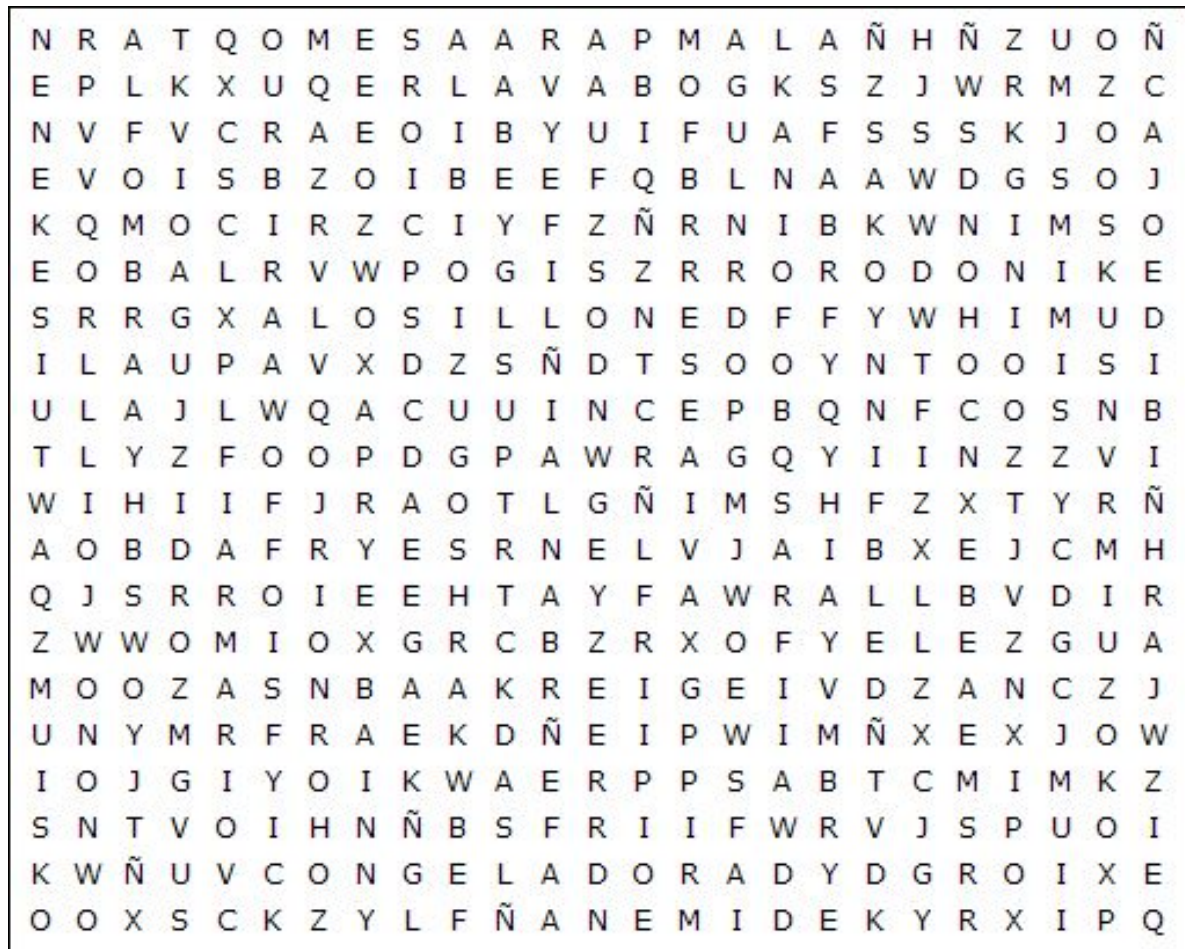 N R A T Q O M E S A A R A P M A L A Ñ H Ñ Z U O Ñ
E P L K X U Q E R L A V A B O G K S Z J W R M Z C
N V F V C R A E O I B Y U I F U A F S S S K J O A
E V O I S B Z O I B E E F Q B L N A A W D G S O J
K Q M O C I R Z C I Y F Z Ñ R N I B K W N I M S O
E O B A L R V W P O G I S Z R R O R O D O N I K E
S R R G X A L O S I L L O N E D F F Y W H I M U D
I L A U P A V X D Z S Ñ D T S O O Y N T O O I S I
U L A J L W Q A C U U I N C E P B Q N F C O S N B
T L Y Z F O O P D G P A W R A G Q Y I I N Z Z V I
W I H I I F J R A O T L G Ñ I M S H F Z X T Y R Ñ
A O B D A F R Y E S R N E L V J A I B X E J C M H
Q J S R R O I E E H T A Y F A W R A L L B V D I R
Z W W O M I O X G R C B Z R X O F Y E L E Z G U A
M O O Z A S N B A A K R E I G E I V D Z A N C Z J
U N Y M R F R A E K D Ñ E I P W I M Ñ X E X J O W
I O J G I Y O I K W A E R P P S A B T C M I M K Z
S N T V O I H N Ñ B S F R I I F W R V J S P U O I
K W Ñ U V C O N G E L A D O R A D Y D G R O I X E
O O X S C K Z Y L F Ñ A N E M I D E K Y R X I P Q